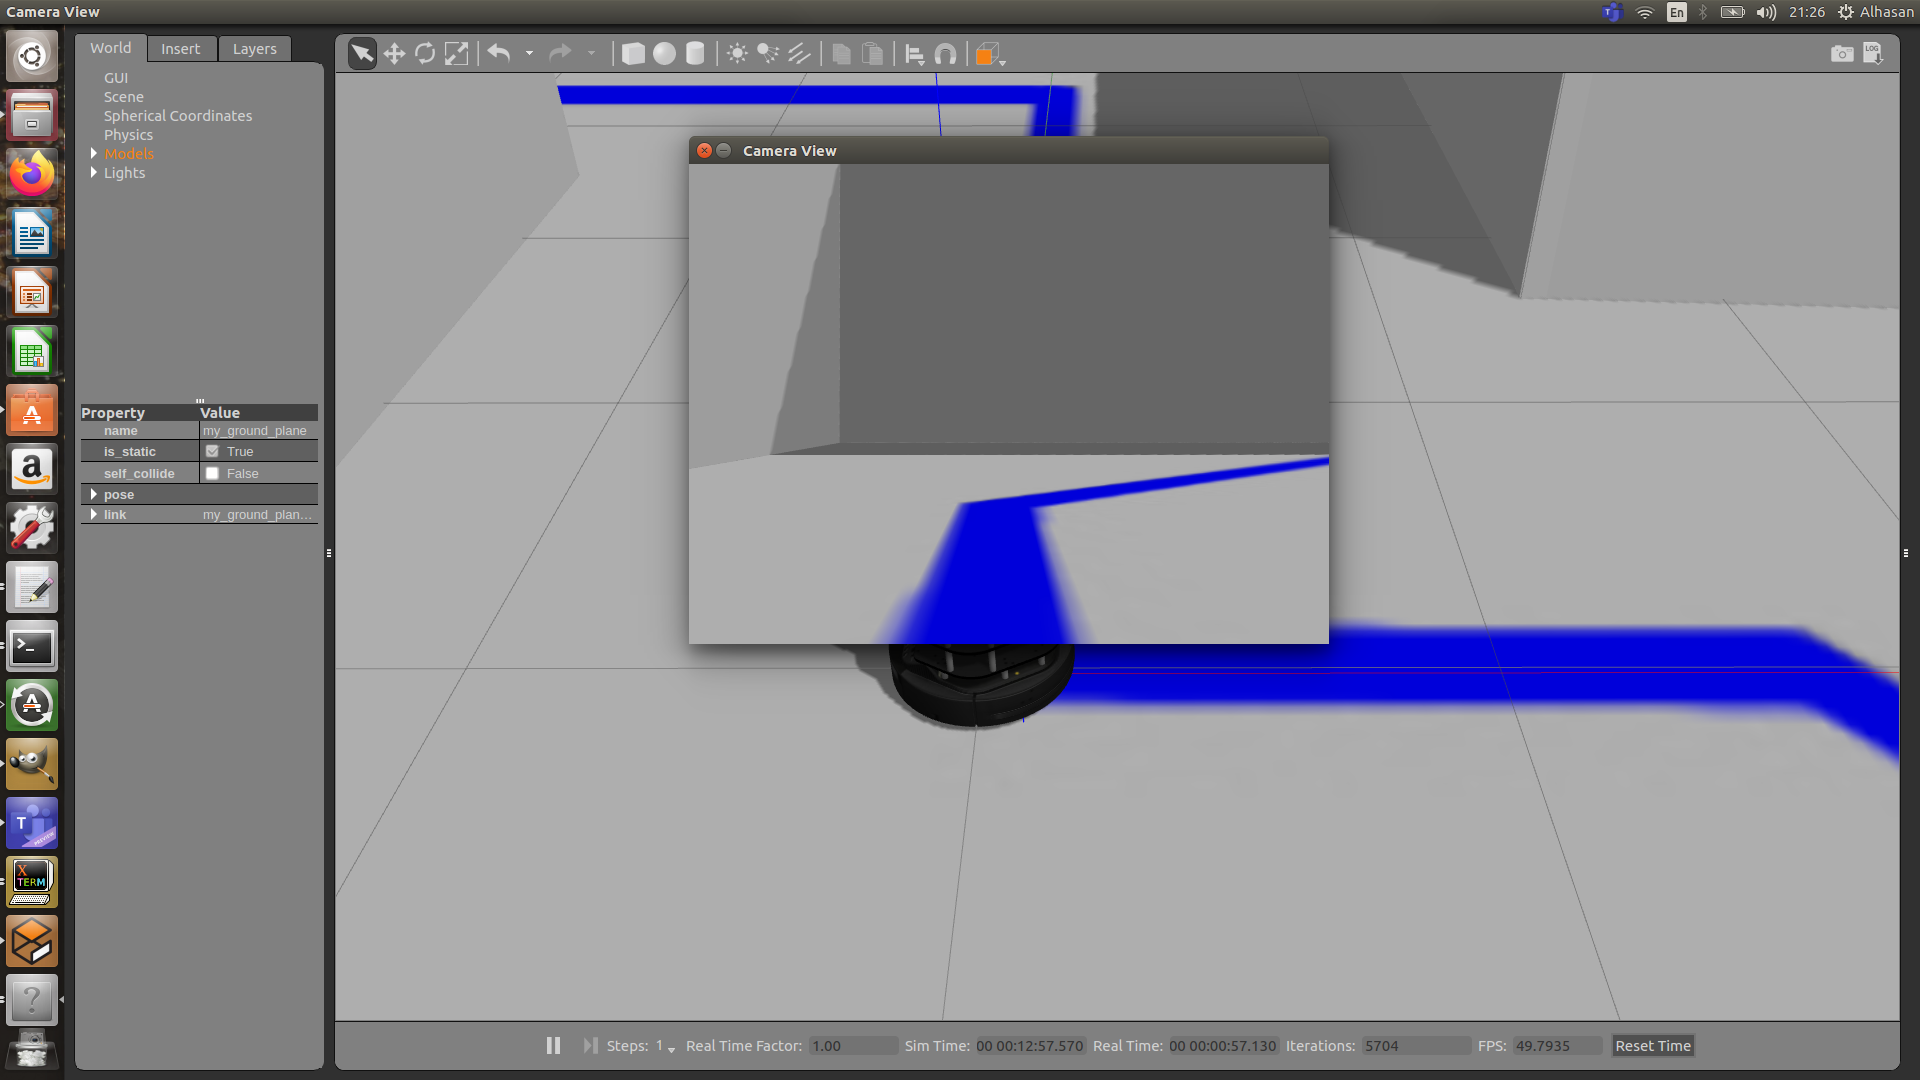 Camera View
En
21:26
Alhasan
World
Insert
Layers
GUI
Scene
Spherical Coordinates
Physics
Models
Lights
Property Value
name my_ground_plane
is_static True
self_collide False
pose
link my_ground_plan...
LOG
Camera View
a
T
PREVIEW
X
TERM
?
Steps: 1 Real Time Factor: 1.00 Sim Time: 00 00:12:57.570 Real Time: 00 00:00:57.130 Iterations: 5704 FPS: 49.7935 Reset Time